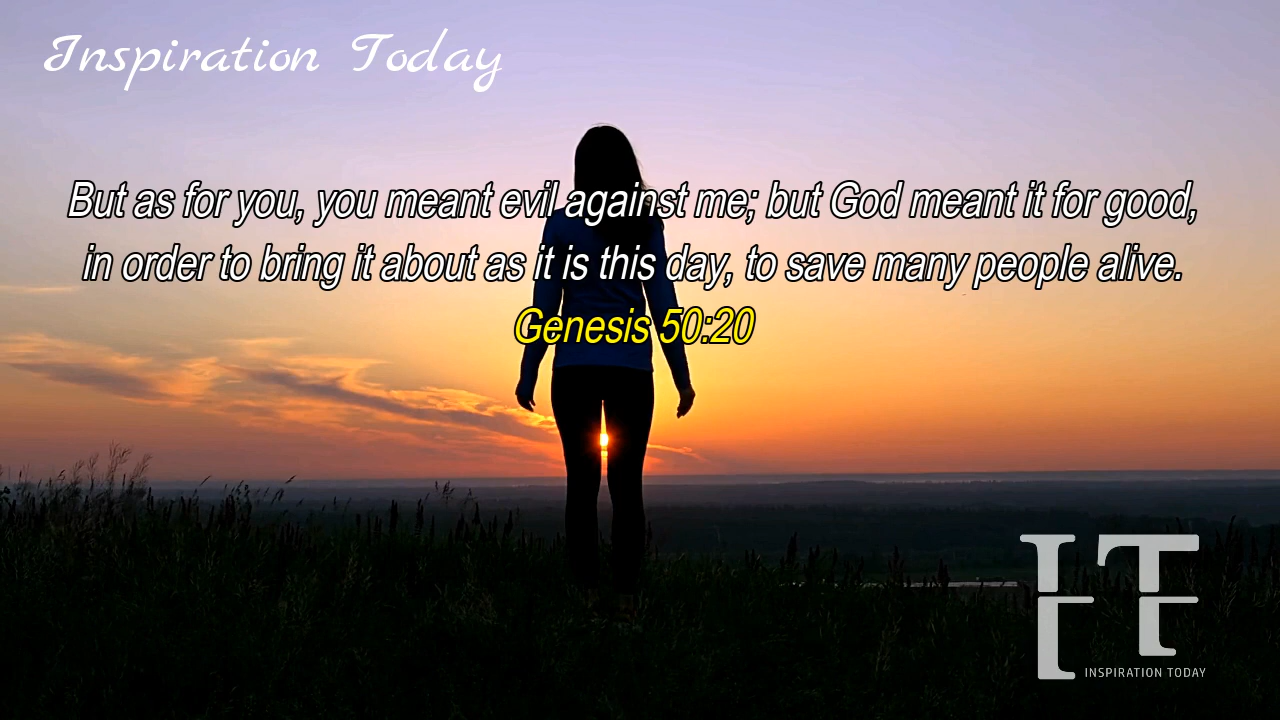 Inspiration Today
But as for you, you meant evil against me; but God meant it for good,
in order to bring it about as it is this day, to save many people alive.
Genesis 50:20
IT
INSPIRATION TODAY